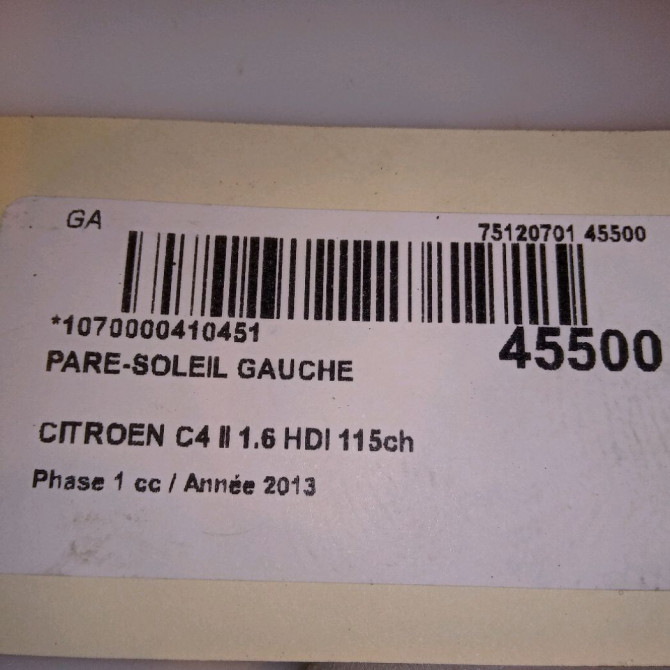 GA
75120701 45500
*1070000410451
45500
PARE-SOLEIL GAUCHE
CITROEN C4 II 1.6 HDI 115ch
Phase 1 cc / Année 2013